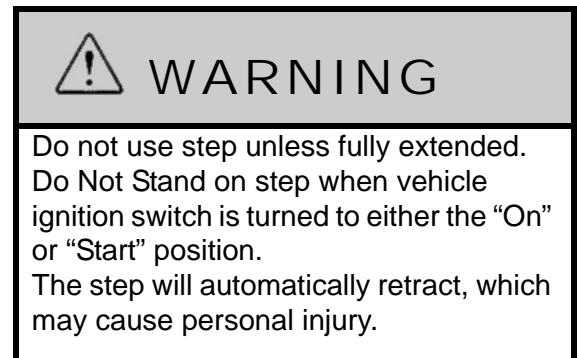 WARNING
Do not use step unless fully extended.
Do Not Stand on step when vehicle
ignition switch is turned to either the “On”
or “Start” position.
The step will automatically retract, which
may cause personal injury.